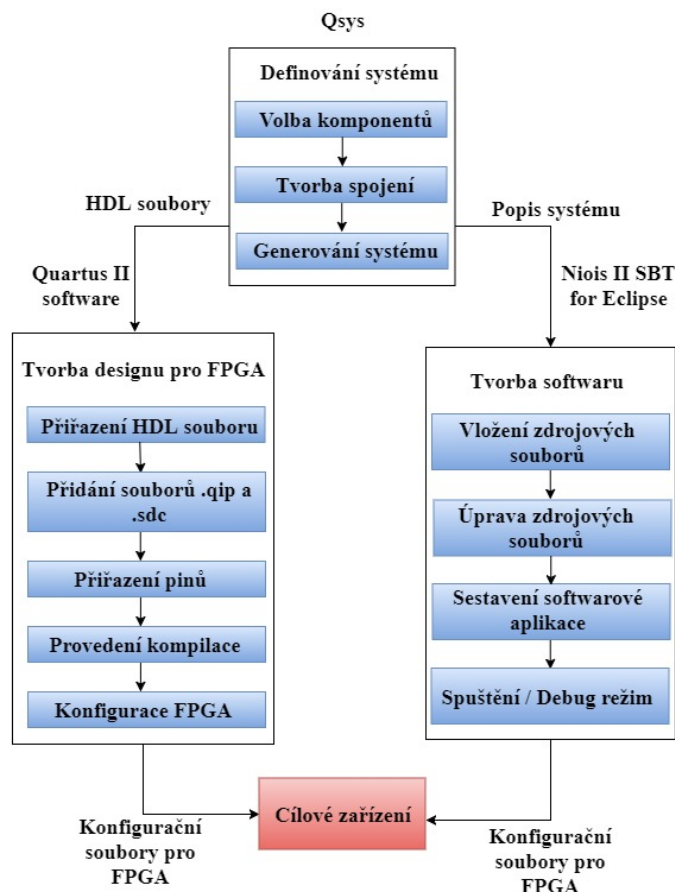 Qsys
Definování systému
Volba komponentů
Tvorba spojení
Generování systému
HDL soubory
Popis systému
Quartus II
software
Niois II SBT
for Eclipse
Tvorba designu pro FPGA
Přiřazení HDL souboru
Přidání souborů .qip a
.sdc
Přiřazení pinů
Provedení kompilace
Konfigurace FPGA
Tvorba softwaru
Vložení zdrojových
souborů
Úprava zdrojových
souborů
Sestavení softwarové
aplikace
Spuštění / Debug režim
Cílové zařízení
Konfigurační
soubory pro
FPGA
Konfigurační
soubory pro
FPGA